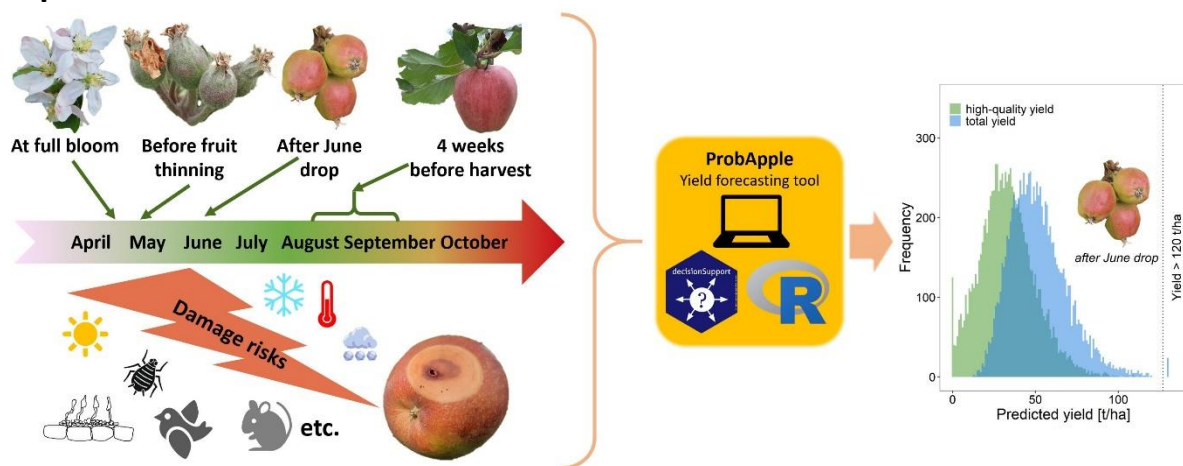 At full bloom
Before fruit
thinning
After June
drop
4 weeks
before harvest
April May June July August September October
Damage risks
etc.
ProbApple
Yield forecasting tool
decisionSupport
?
R
high-quality yield
total yield
after June drop
Yield > 120 t/ha
Frequency
300
200
100
0
0 50 100
Predicted yield [t/ha]